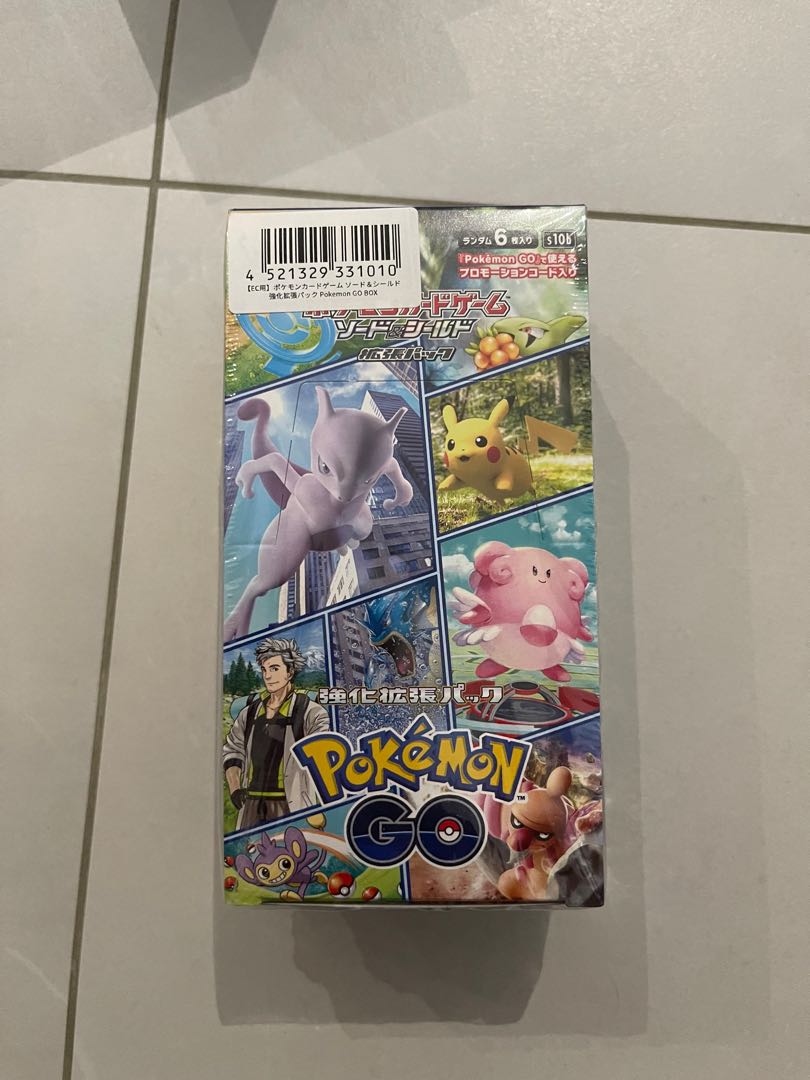 4 521329 331010
【EC用】ポケモンカードゲーム ソード＆シールド
強化拡張パック Pokemon GO BOX
ランダム6枚入り s10b
『Pokémon GO』で使える
プロモーションコード入り
ポケモンカードゲーム
ソード&シールド
拡張パック
強化拡張パック
POKÉMON™
GO